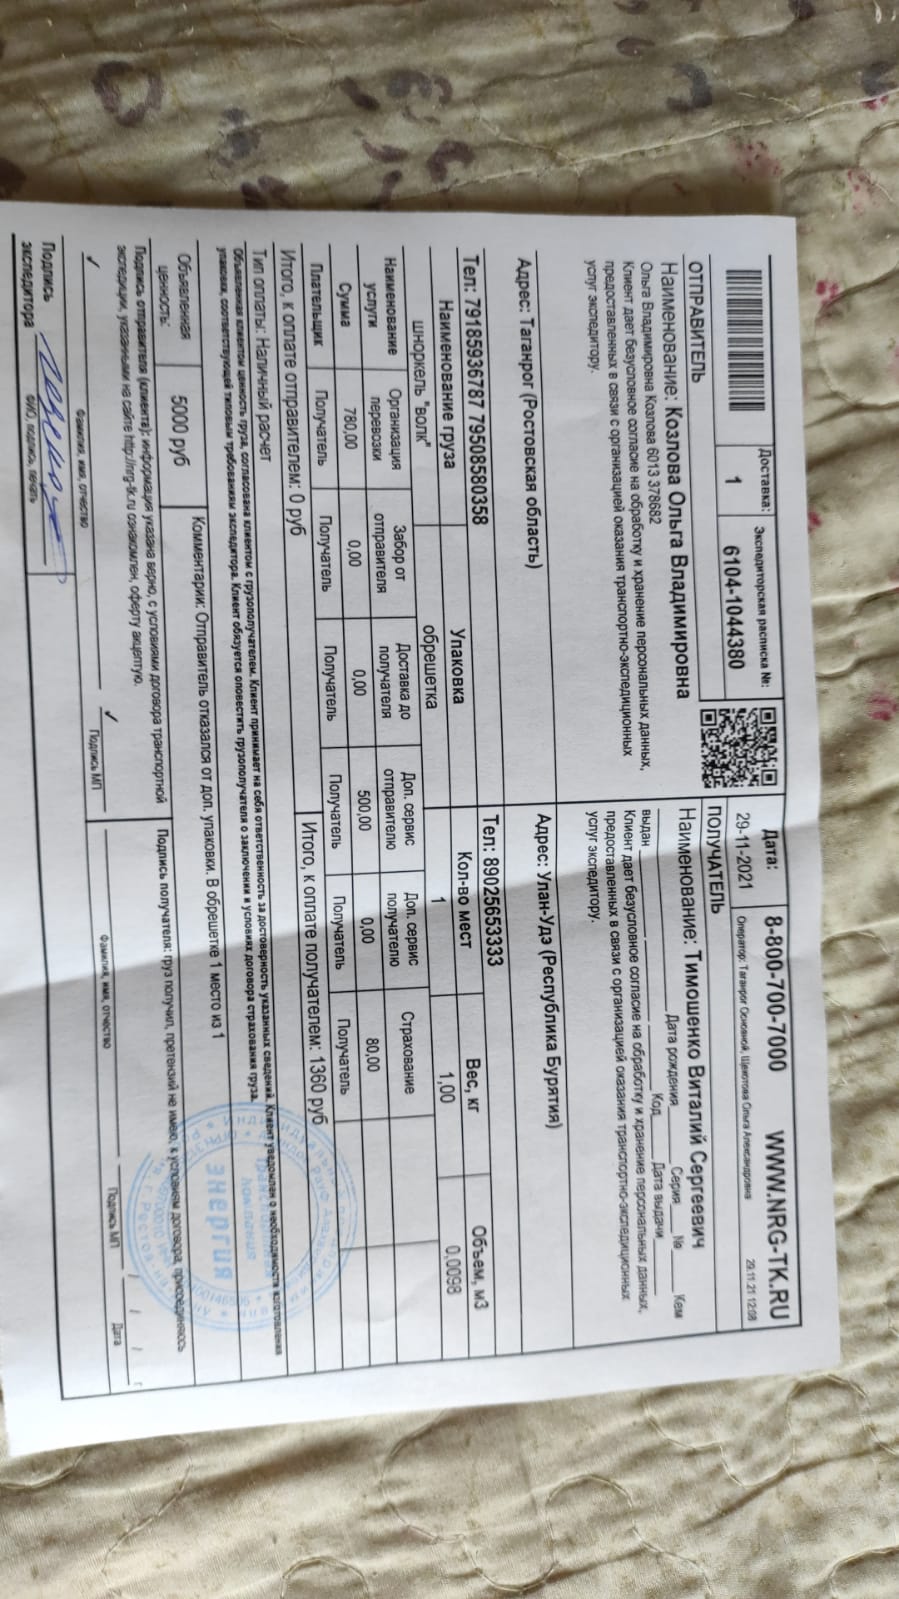 Доставка:
1
Экспедиторская расписка №:
6104-1044380
Дата:
29-11-2021
8-800-700-7000 WWW.NRG-TK.RU
Оператор: Таганрог Основной, Щекотова Ольга Александровна 29.11.21 12:08
ОТПРАВИТЕЛЬ
Наименование: Козлова Ольга Владимировна
Ольга Владимировна Козлова 6013 378682
Клиент дает безусловное согласие на обработку и хранение персональных данных,
предоставленных в связи с организацией оказания транспортно-экспедиционных
услуг экспедитору.
Адрес: Таганрог (Ростовская область)
Тел: 79185936787 79508580358
ПОЛУЧАТЕЛЬ
Наименование: Тимошенко Виталий Сергеевич
Дата рождения Серия № Кем
выдан Код Дата выдачи
Клиент дает безусловное согласие на обработку и хранение персональных данных,
предоставленных в связи с организацией оказания транспортно-экспедиционных
услуг экспедитору.
Адрес: Улан-Удэ (Республика Бурятия)
Тел: 89025653333
Наименование груза Упаковка Кол-во мест Вес, кг Объем, м3
шноркель "волк" обрешетка 1 1,00 0,0098
Наименование услуги
Организация перевозки
Забор от отправителя
Доставка до получателя
Доп. сервис отправителю
Доп. сервис получателю
Страхование
Сумма 780,00 0,00 0,00 500,00 0,00 80,00
Плательщик Получатель Получатель Получатель Получатель Получатель Получатель
Итого, к оплате отправителем: 0 руб Итого, к оплате получателем: 1360 руб
Тип оплаты: Наличный расчет
Объявленная клиентом ценность груза, согласована клиентом с грузополучателем. Клиент принимает на себя ответственность за достоверность указанных сведений. Клиент уведомлен о необходимости изготовления
упаковки, соответствующей типовым требованиям экспедитора. Клиент обязуется оповестить грузополучателя о заключении и условиях договора страхования груза.
Объявленная ценность:
5000 руб
Комментарии: Отправитель отказался от доп. упаковки. В обрешетке 1 место из 1
Подпись отправителя (клиента): информация указана верно, с условиями договора транспортной
экспедиции, указанными на сайте http://nrg-tk.ru ознакомлен, оферту акцептую.
Фамилия, имя, отчество Подпись МП
Подпись получателя: груз получил, претензий не имею, к условиям договора, присоединяюсь
Фамилия, имя, отчество Подпись МП Дата
Подпись
экспедитора
ФИО, подпись, печать
энергия